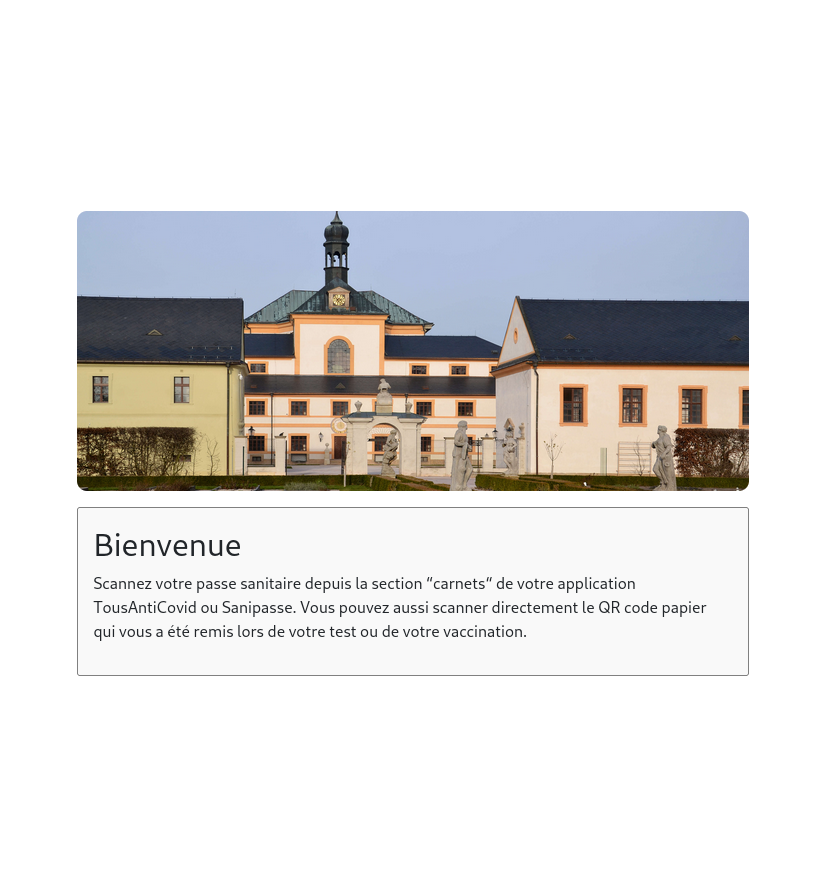 Bienvenue
Scannez votre passe sanitaire depuis la section “carnets“ de votre application
TousAntiCovid ou Sanipasse. Vous pouvez aussi scanner directement le QR code papier
qui vous a été remis lors de votre test ou de votre vaccination.